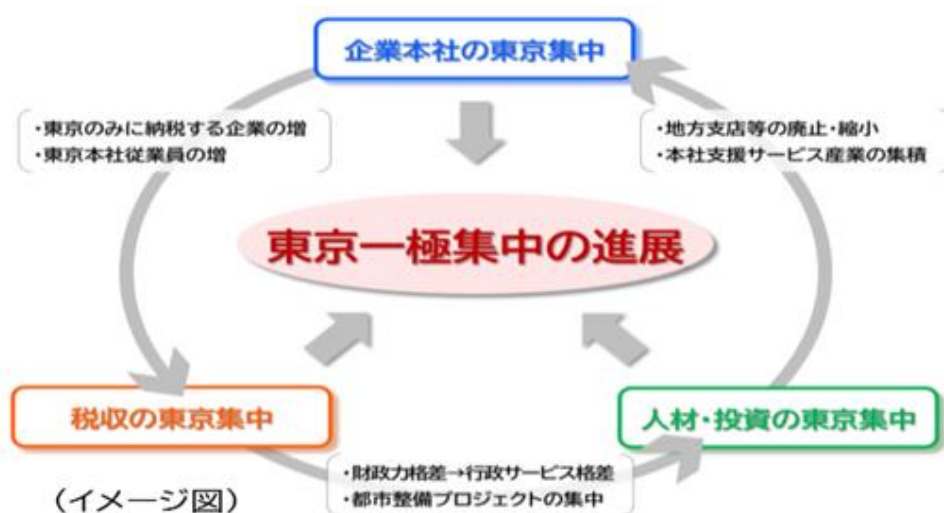 企業本社の東京集中
・東京のみに納税する企業の増
・東京本社従業員の増
・地方支店等の廃止・縮小
・本社支援サービス産業の集積
東京一極集中の進展
税収の東京集中
人材・投資の東京集中
・財政力格差→行政サービス格差
・都市整備プロジェクトの集中
（イメージ図）